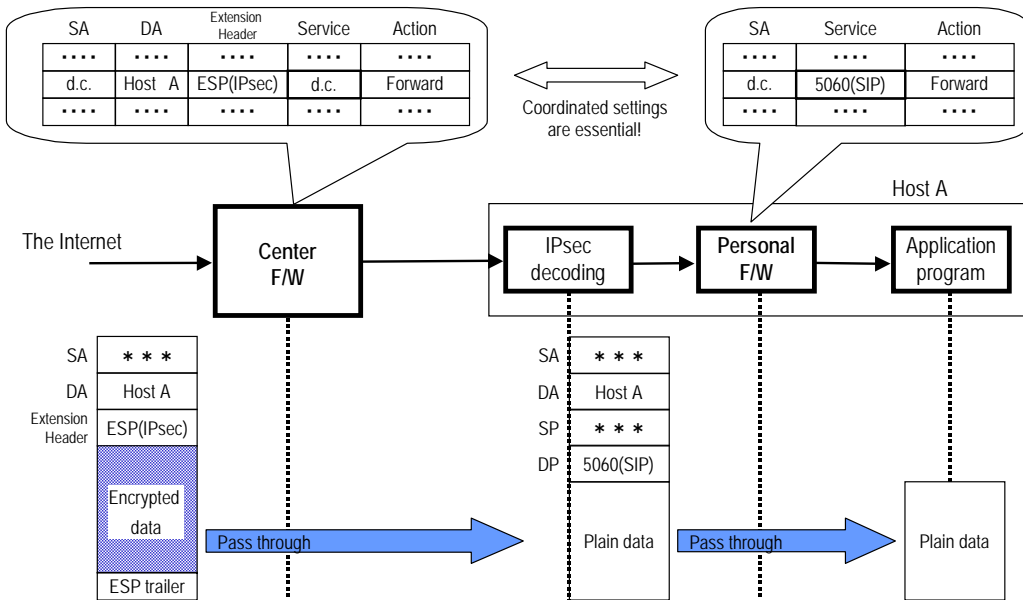 SA DA Extension Header Service Action
···· ···· ···· ···· ····
d.c. Host A ESP(IPsec) d.c. Forward
···· ···· ···· ···· ····
Coordinated settings
are essential!
SA Service Action
···· ···· ····
d.c. 5060(SIP) Forward
···· ···· ····
Host A
The Internet
Center
F/W
IPsec
decoding
Personal
F/W
Application
program
SA * * *
DA Host A
Extension
Header ESP(IPsec)
Encrypted
data
ESP trailer
Pass through
SA * * *
DA Host A
SP * * *
DP 5060(SIP)
Plain data
Pass through
Plain data